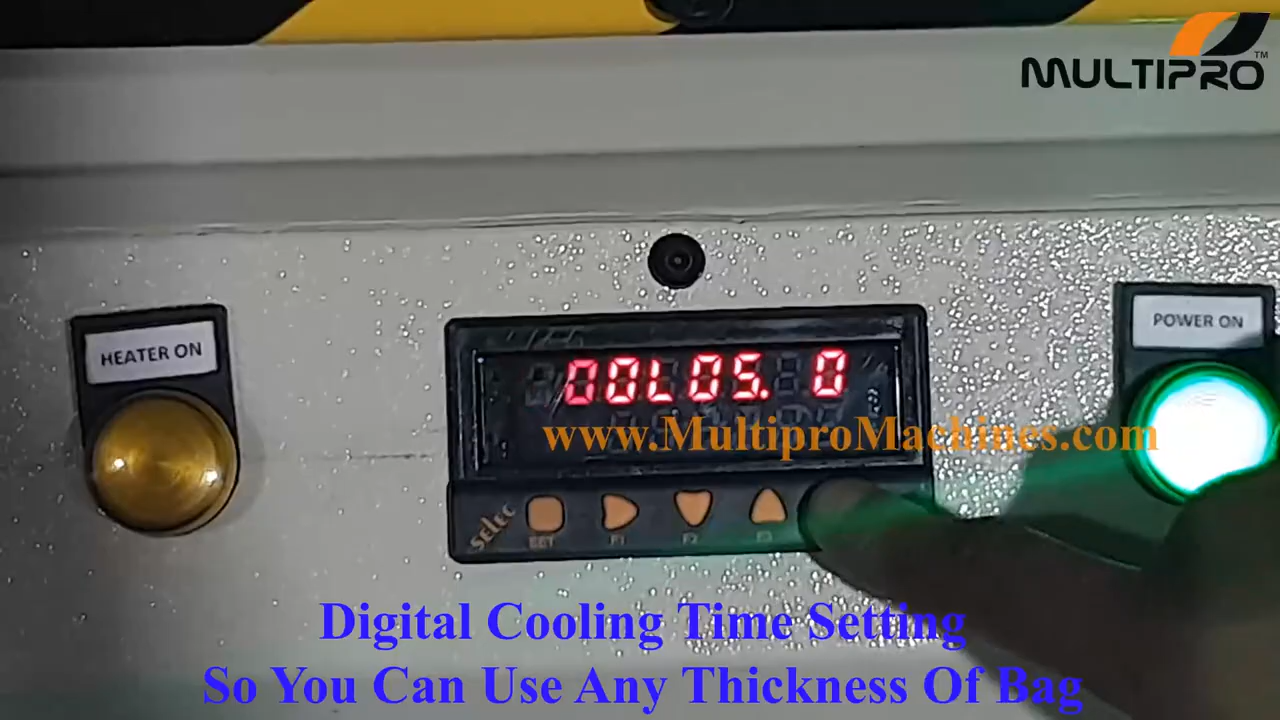 MULTIPRO™
HEATER ON
POWER ON
00L05. 0
www.MultiproMachines.com
selec
SET F1 F2 F3
Digital Cooling Time Setting
So You Can Use Any Thickness Of Bag